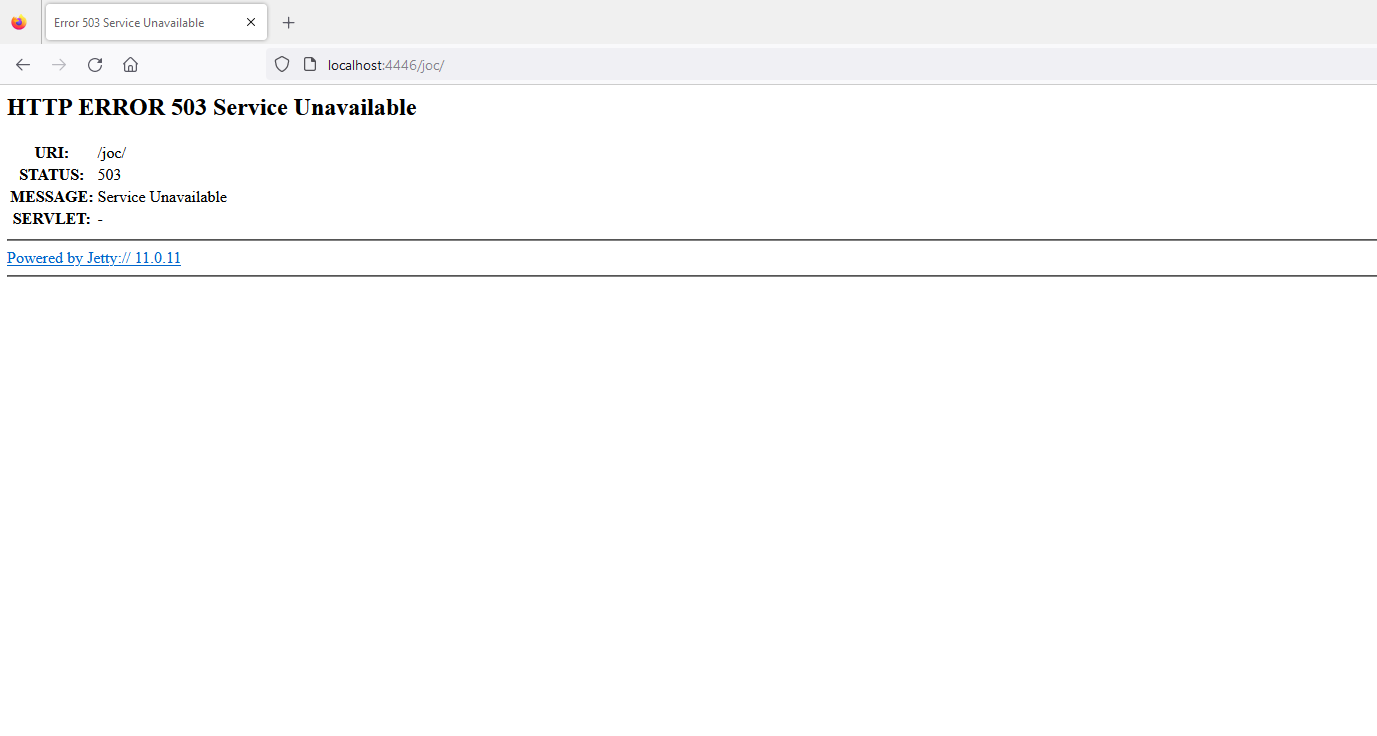 Error 503 Service Unavailable
localhost:4446/joc/
HTTP ERROR 503 Service Unavailable
URI: /joc/
STATUS: 503
MESSAGE: Service Unavailable
SERVLET: -
Powered by Jetty:// 11.0.11